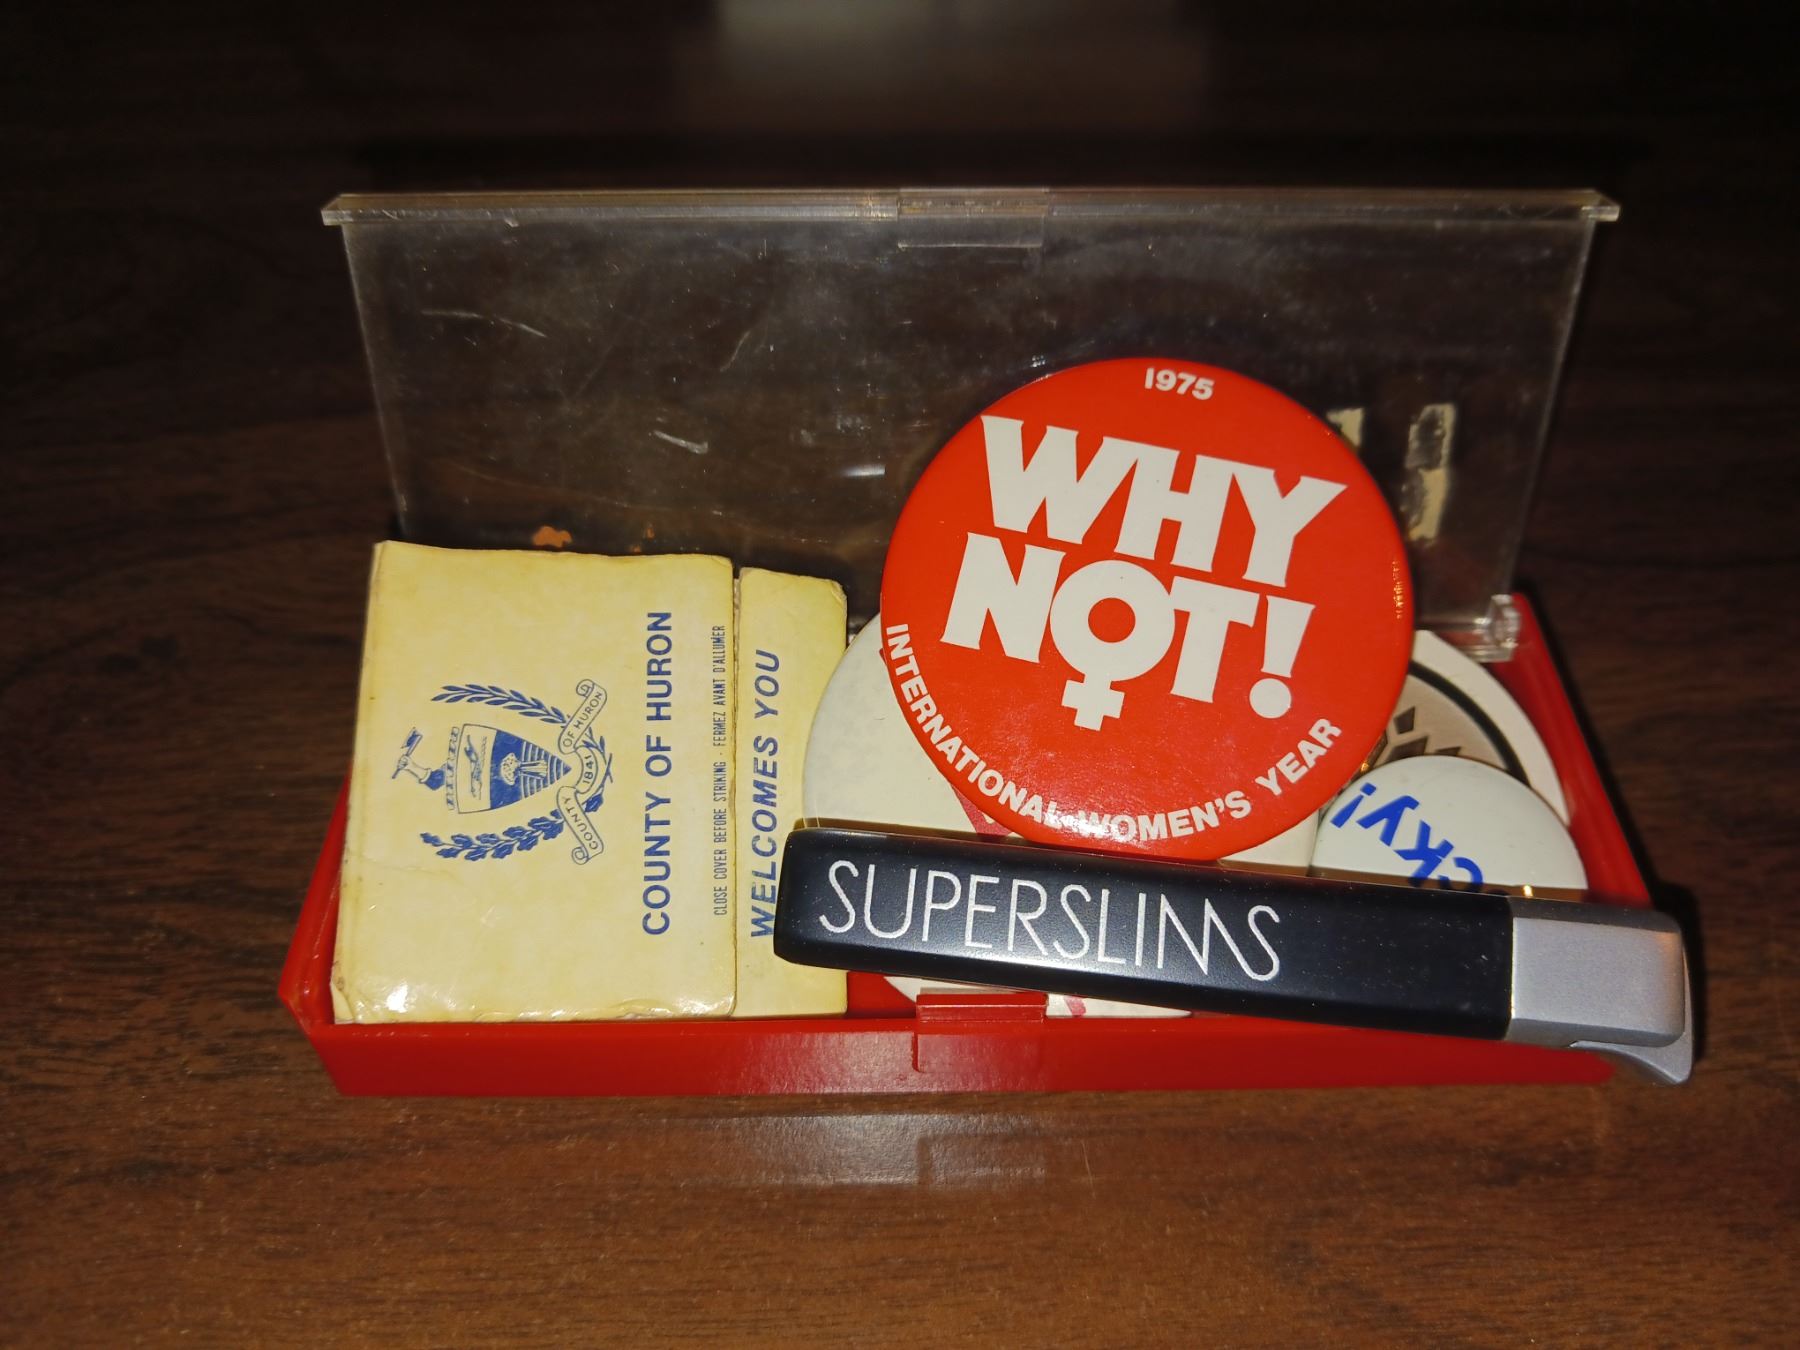 COUNTY OF HURON
1841
COUNTY OF HURON
CLOSE COVER BEFORE STRIKING - FERMEZ AVANT D'ALLUMER
WELCOMES YOU
1975
WHY
NOT!
INTERNATIONAL WOMEN'S YEAR
SUPERSLIMS